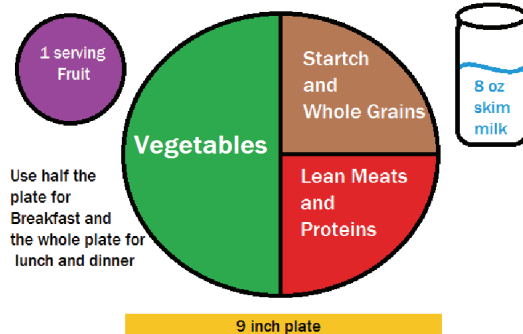 1 serving
Fruit
Vegetables
Startch
and
Whole Grains
Lean Meats
and
Proteins
8 oz
skim
milk
Use half the
plate for
Breakfast and
the whole plate for
lunch and dinner
9 inch plate